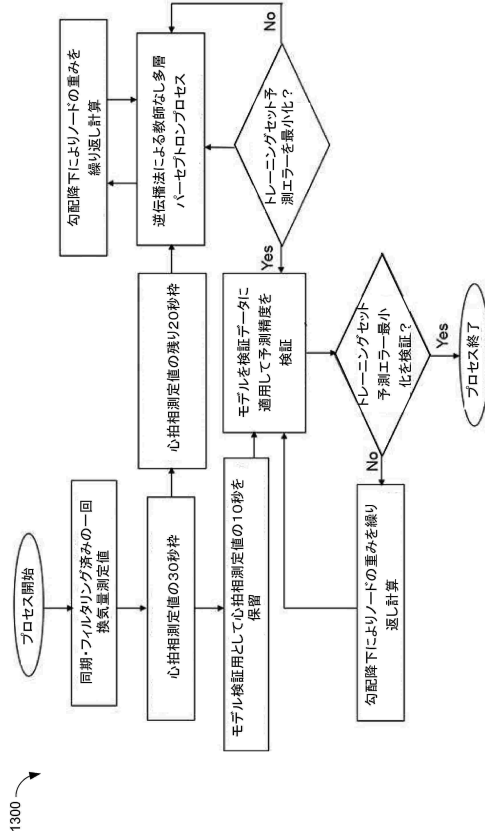 1300
プロセス開始
同期・フィルタリング済みの一回
換気量測定値
心拍相測定値の30秒枠
心拍相測定値の残り20秒枠
逆伝播法による教師なし多層
パーセプトロンプロセス
勾配降下によりノードの重みを
繰り返し計算
モデル検証用として心拍相測定値の10秒を
保留
モデルを検証データに
適用して予測精度を
検証
トレーニングセット予
測エラーを最小化？
No
Yes
トレーニングセット
予測エラー最小
化を検証？
No
Yes
勾配降下によりノードの重みを繰り
返し計算
プロセス終了